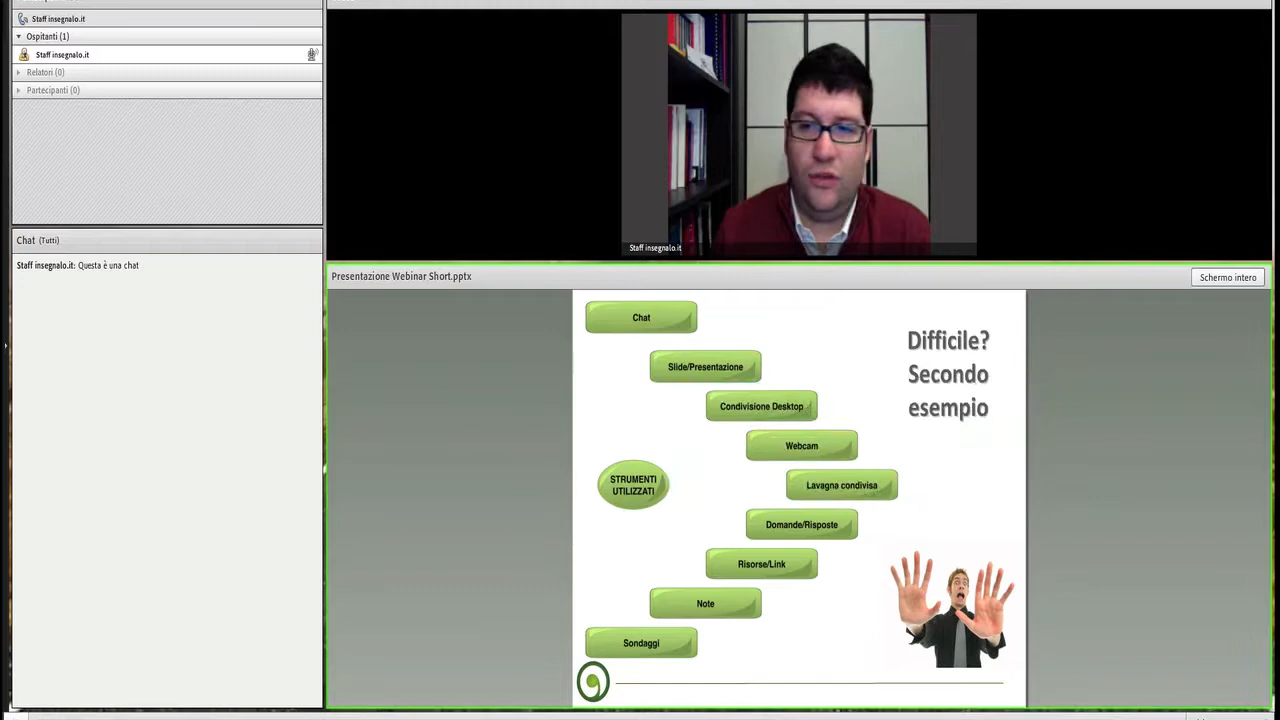 Staff insegnalo.it
Ospitanti (1)
Staff insegnalo.it
Relatori (0)
Partecipanti (0)
Chat (Tutti)
Staff insegnalo.it: Questa è una chat
Staff insegnalo.it
Presentazione Webinar Short.pptx
Schermo intero
Chat
Slide/Presentazione
Condivisione Desktop
Webcam
Lavagna condivisa
Domande/Risposte
Risorse/Link
Note
Sondaggi
STRUMENTI
UTILIZZATI
Difficile?
Secondo
esempio